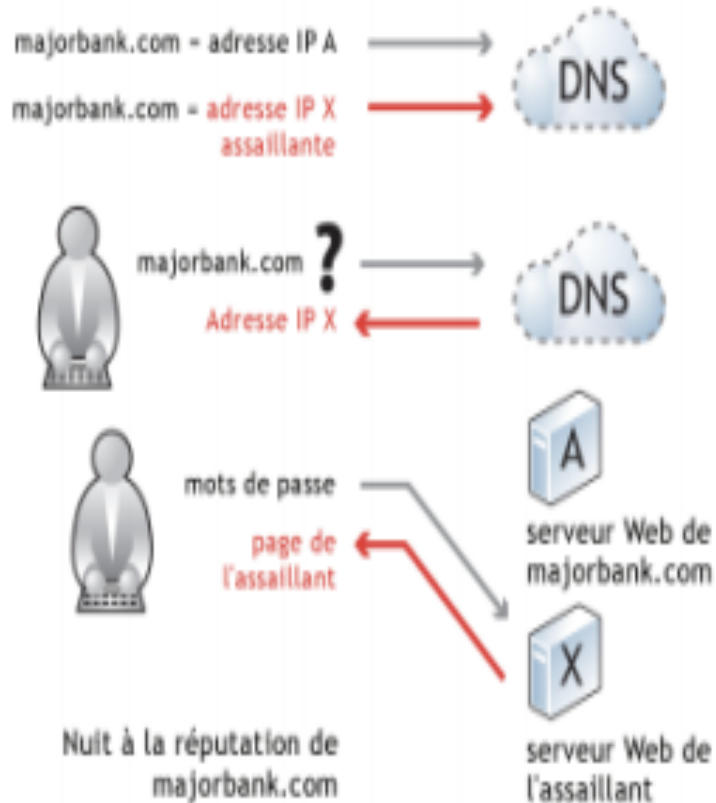 majorbank.com - adresse IP A
DNS
majorbank.com - adresse IP X
assaillante
majorbank.com ?
DNS
Adresse IP X
A
mots de passe
serveur Web de
majorbank.com
page de
l'assaillant
X
Nuit à la réputation de
majorbank.com
serveur Web de
l'assaillant